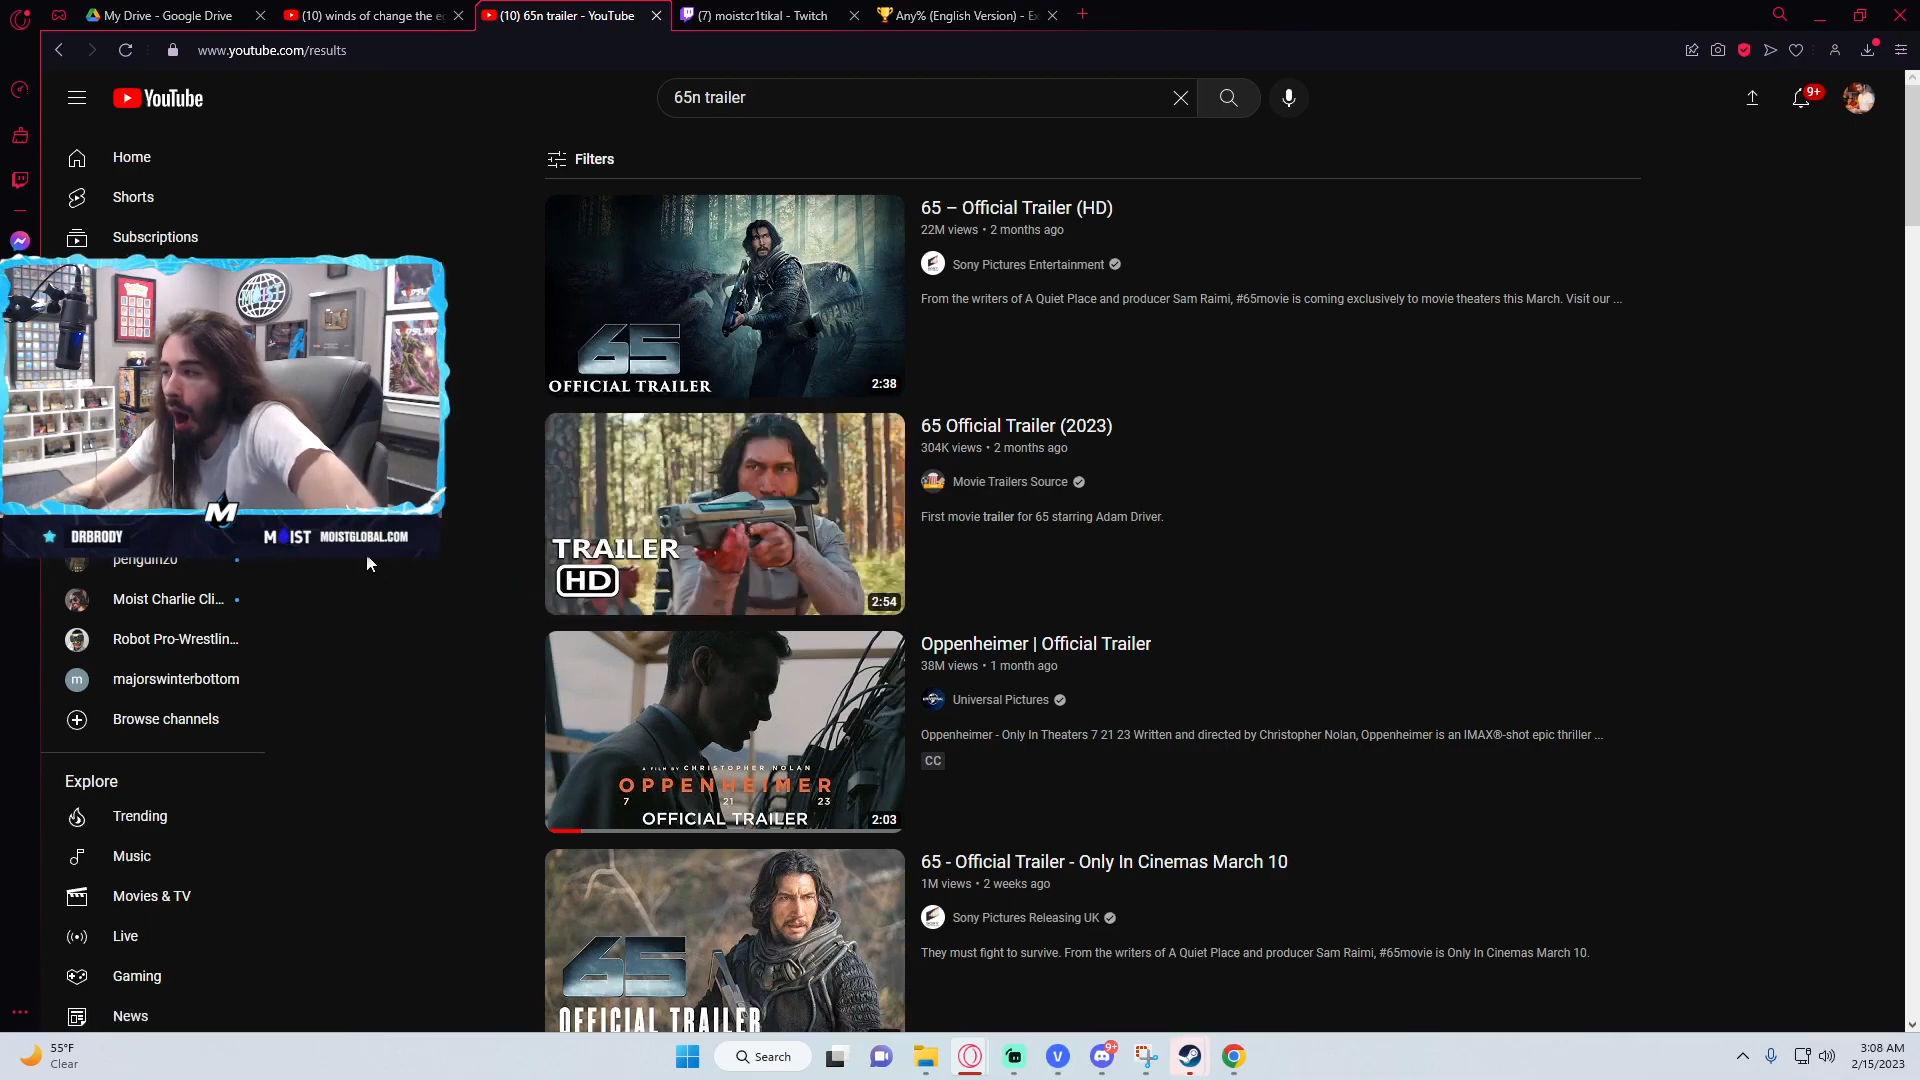 My Drive - Google Drive
(10) winds of change the eg
(10) 65n trailer - YouTube
(7) moistcr1tikal - Twitch
Any% (English Version) - Ex
www.youtube.com/results
YouTube
65n trailer
9+
Home
Shorts
Subscriptions
Filters
65 – Official Trailer (HD)
22M views • 2 months ago
Sony Pictures Entertainment
From the writers of A Quiet Place and producer Sam Raimi, #65movie is coming exclusively to movie theaters this March. Visit our ...
65
OFFICIAL TRAILER
2:38
65 Official Trailer (2023)
304K views • 2 months ago
Movie Trailers Source
First movie trailer for 65 starring Adam Driver.
TRAILER
HD
2:54
MOIST
M
DRBRODY
MOIST MOISTGLOBAL.COM
penguinz0
Moist Charlie Cli...
Robot Pro-Wrestlin...
m
majorswinterbottom
Browse channels
Explore
Trending
Music
Movies & TV
Live
Gaming
News
Oppenheimer | Official Trailer
38M views • 1 month ago
Universal Pictures
Oppenheimer - Only In Theaters 7 21 23 Written and directed by Christopher Nolan, Oppenheimer is an IMAX®-shot epic thriller ...
CC
A FILM BY CHRISTOPHER NOLAN
OPPENHEIMER
7 21 23
OFFICIAL TRAILER
2:03
65 - Official Trailer - Only In Cinemas March 10
1M views • 2 weeks ago
Sony Pictures Releasing UK
They must fight to survive. From the writers of A Quiet Place and producer Sam Raimi, #65movie is Only In Cinemas March 10.
65
OFFICIAL TRAILER
55°F
Clear
Search
V
9+
3:08 AM
2/15/2023